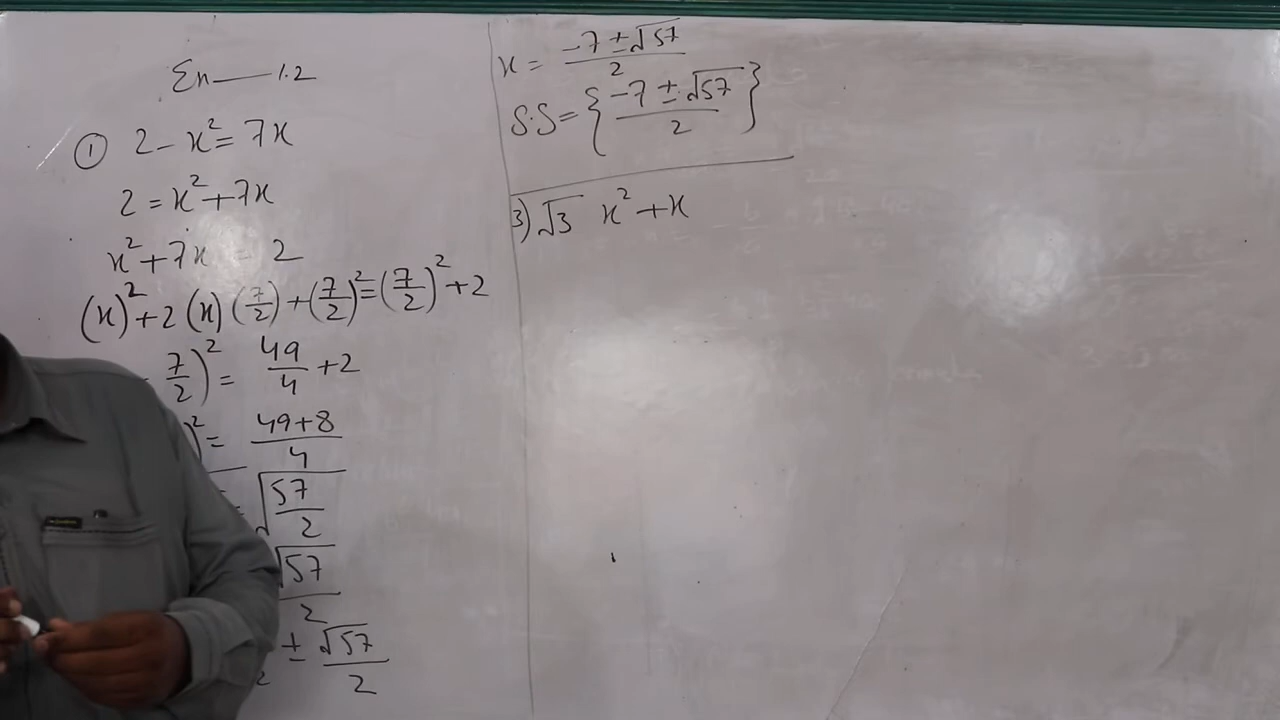 Ex 1.2
① 2 - x² = 7x
2 = x² + 7x
x² + 7x = 2
(x)² + 2(x)(7/2) + (7/2)² = (7/2)² + 2
7/2)² = 49/4 + 2
)² = (49+8)/4
= √(57/2)
√57/2
± √57/2
x = (-7 ± √57)/2
S.S = {(-7 ± √57)/2}
3) √3 x² + x